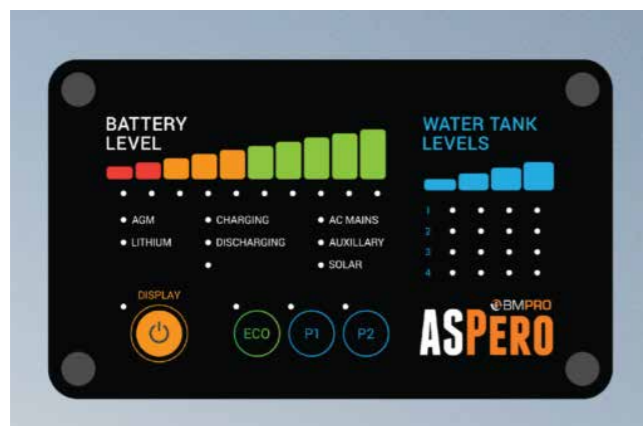 BATTERY
LEVEL
WATER TANK
LEVELS
AGM
CHARGING
AC MAINS
LITHIUM
DISCHARGING
AUXILLARY
SOLAR
1
2
3
4
DISPLAY
ECO
P1
P2
BMPRO
ASPERO